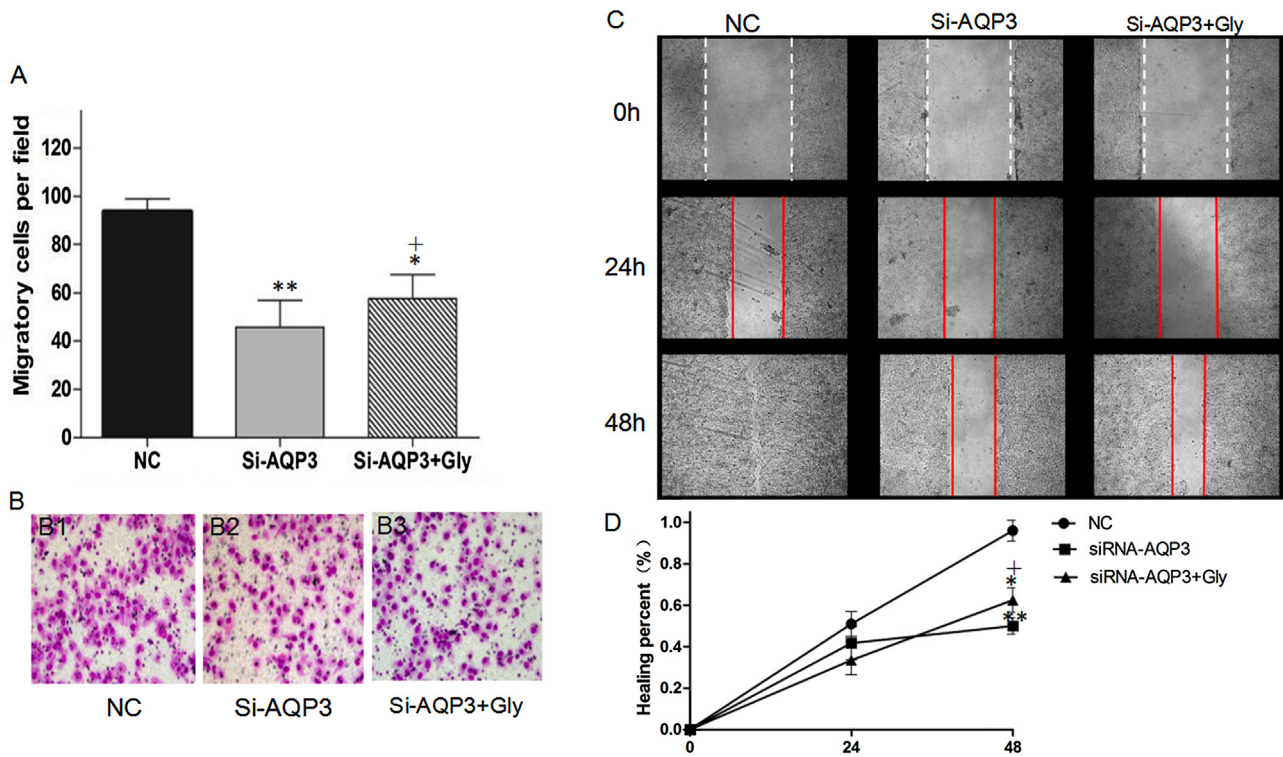 A
Migratory cells per field
120
100
80
60
40
20
0
**
+
*
NC
Si-AQP3
Si-AQP3+Gly
B
B1
B2
B3
NC
Si-AQP3
Si-AQP3+Gly
C
NC
Si-AQP3
Si-AQP3+Gly
0h
24h
48h
D
Healing percent (%)
1.0
0.8
0.6
0.4
0.2
0.0
0
24
48
+
*
**
NC
siRNA-AQP3
siRNA-AQP3+Gly